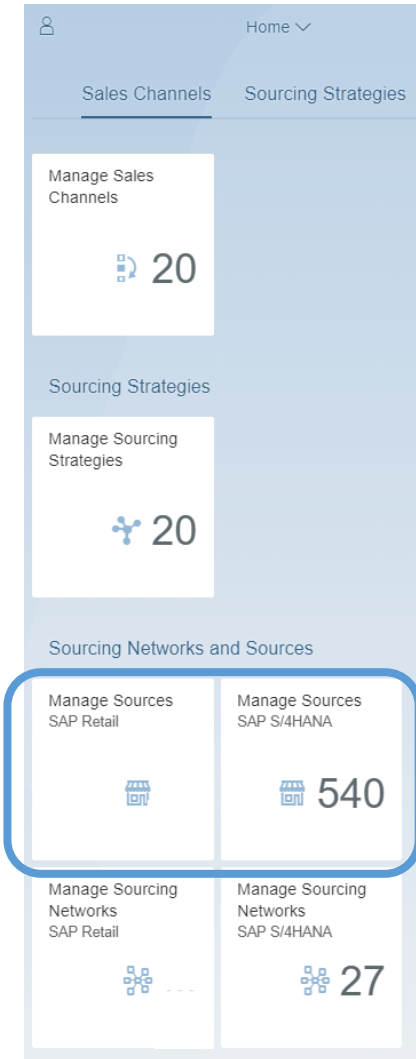 Home
Sales Channels Sourcing Strategies
Manage Sales
Channels
20
Sourcing Strategies
Manage Sourcing
Strategies
20
Sourcing Networks and Sources
Manage Sources
SAP Retail
Manage Sources
SAP S/4HANA
540
Manage Sourcing
Networks
SAP Retail
...
Manage Sourcing
Networks
SAP S/4HANA
27